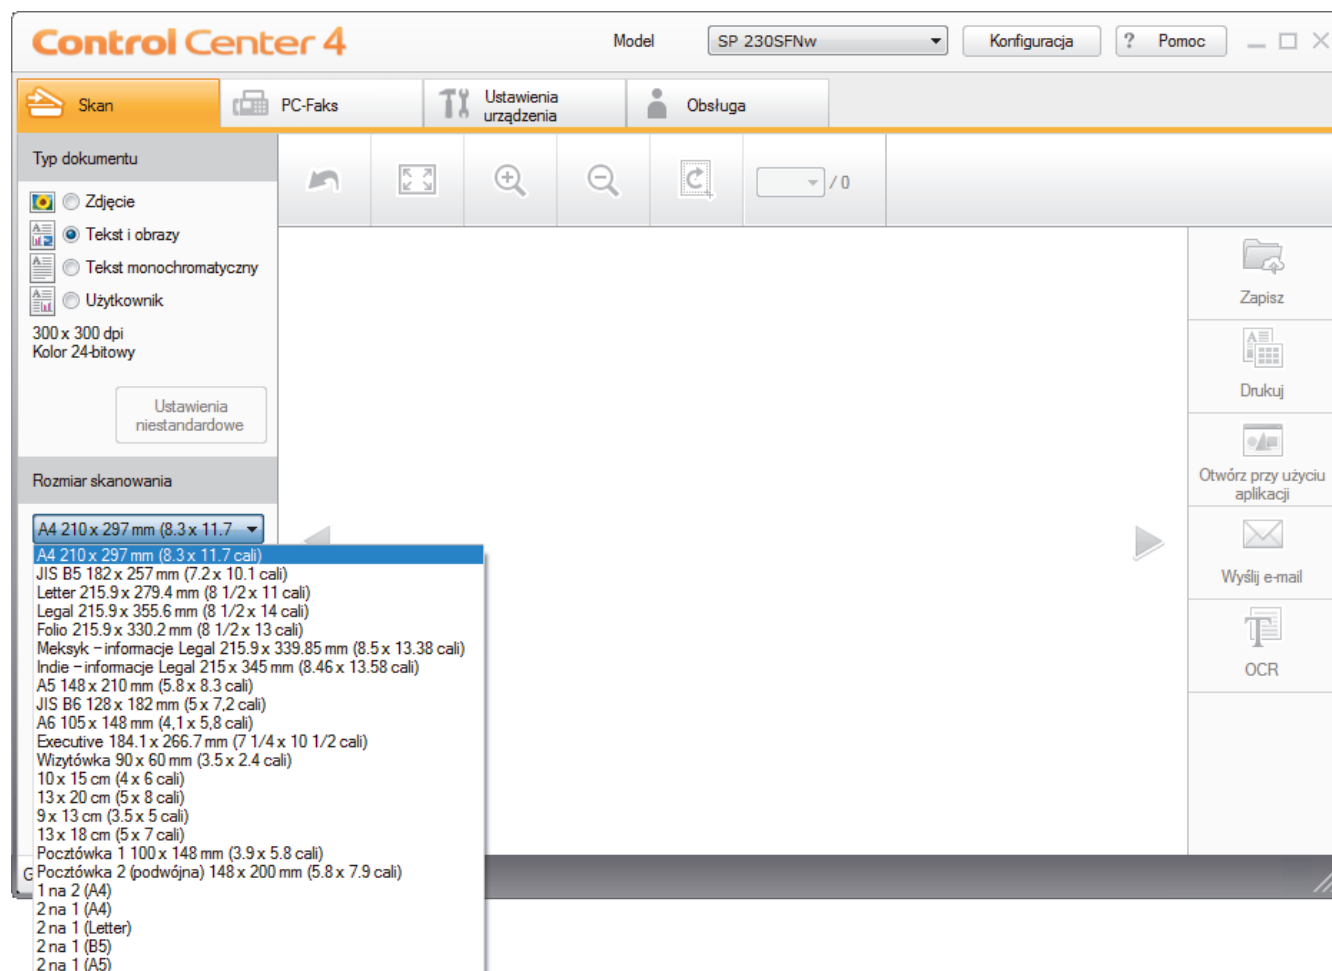 Control Center 4
Model
SP 230SFNw
Konfiguracja
? Pomoc
Skan
PC-Faks
Ustawienia
urządzenia
Obsługa
Typ dokumentu
Zdjęcie
Tekst i obrazy
Tekst monochromatyczny
Użytkownik
300 x 300 dpi
Kolor 24-bitowy
Ustawienia
niestandardowe
/ 0
Rozmiar skanowania
A4 210 x 297 mm (8.3 x 11.7
A4 210 x 297 mm (8.3 x 11.7 cali)
JIS B5 182 x 257 mm (7.2 x 10.1 cali)
Letter 215.9 x 279.4 mm (8 1/2 x 11 cali)
Legal 215.9 x 355.6 mm (8 1/2 x 14 cali)
Folio 215.9 x 330.2 mm (8 1/2 x 13 cali)
Meksyk – informacje Legal 215.9 x 339.85 mm (8.5 x 13.38 cali)
Indie – informacje Legal 215 x 345 mm (8.46 x 13.58 cali)
A5 148 x 210 mm (5.8 x 8.3 cali)
JIS B6 128 x 182 mm (5 x 7,2 cali)
A6 105 x 148 mm (4,1 x 5,8 cali)
Executive 184.1 x 266.7 mm (7 1/4 x 10 1/2 cali)
Wizytówka 90 x 60 mm (3.5 x 2.4 cali)
10 x 15 cm (4 x 6 cali)
13 x 20 cm (5 x 8 cali)
9 x 13 cm (3.5 x 5 cali)
13 x 18 cm (5 x 7 cali)
Pocztówka 1 100 x 148 mm (3.9 x 5.8 cali)
G
Pocztówka 2 (podwójna) 148 x 200 mm (5.8 x 7.9 cali)
1 na 2 (A4)
2 na 1 (A4)
2 na 1 (Letter)
2 na 1 (B5)
2 na 1 (A5)
Zapisz
Drukuj
Otwórz przy użyciu
aplikacji
Wyślij e-mail
OCR